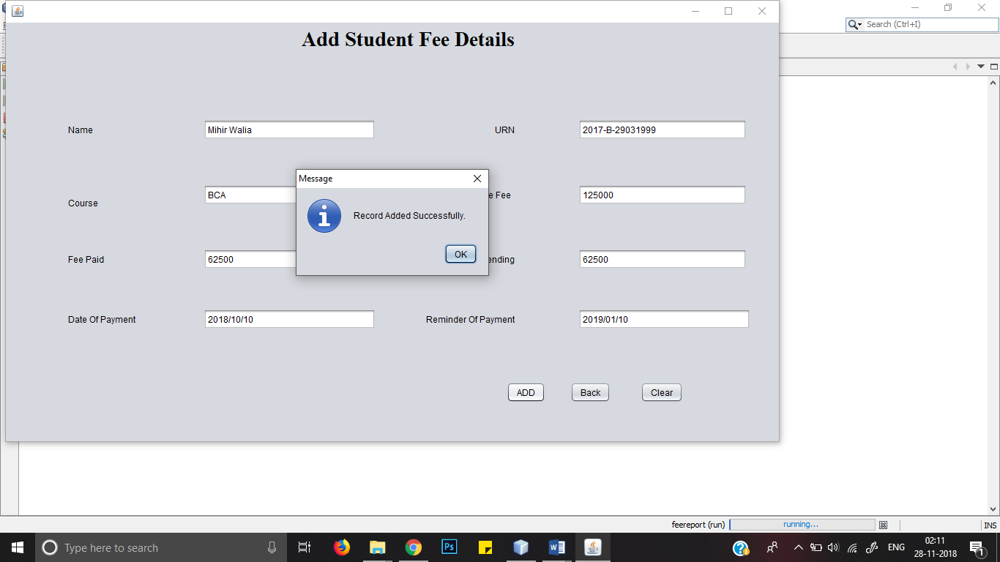 Search (Ctrl+I)
Add Student Fee Details
Name
Mihir Walia
URN
2017-B-29031999
Message
Record Added Successfully.
OK
Course
BCA
e Fee
125000
Fee Paid
62500
ending
62500
Date Of Payment
2018/10/10
Reminder Of Payment
2019/01/10
ADD
Back
Clear
feereport (run)
running...
INS
Type here to search
Ps
W
ENG
02:11
28-11-2018
1